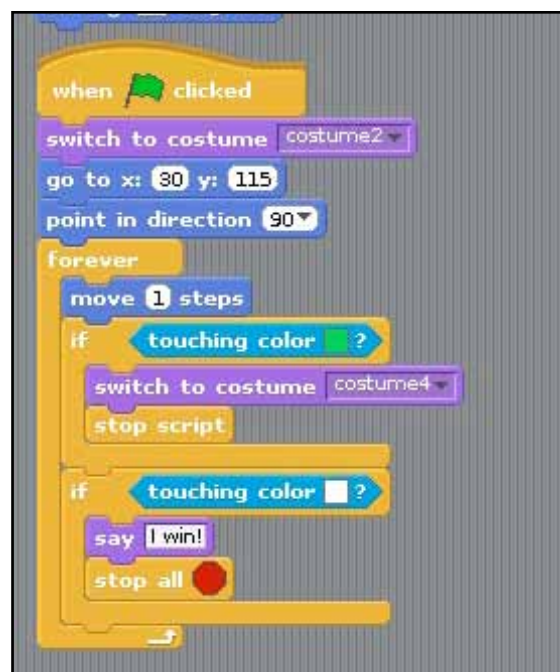 when clicked
switch to costume costume2
go to x: 30 y: 115
point in direction 90
forever
move 1 steps
if touching color ?
switch to costume costume4
stop script
if touching color ?
say I win!
stop all